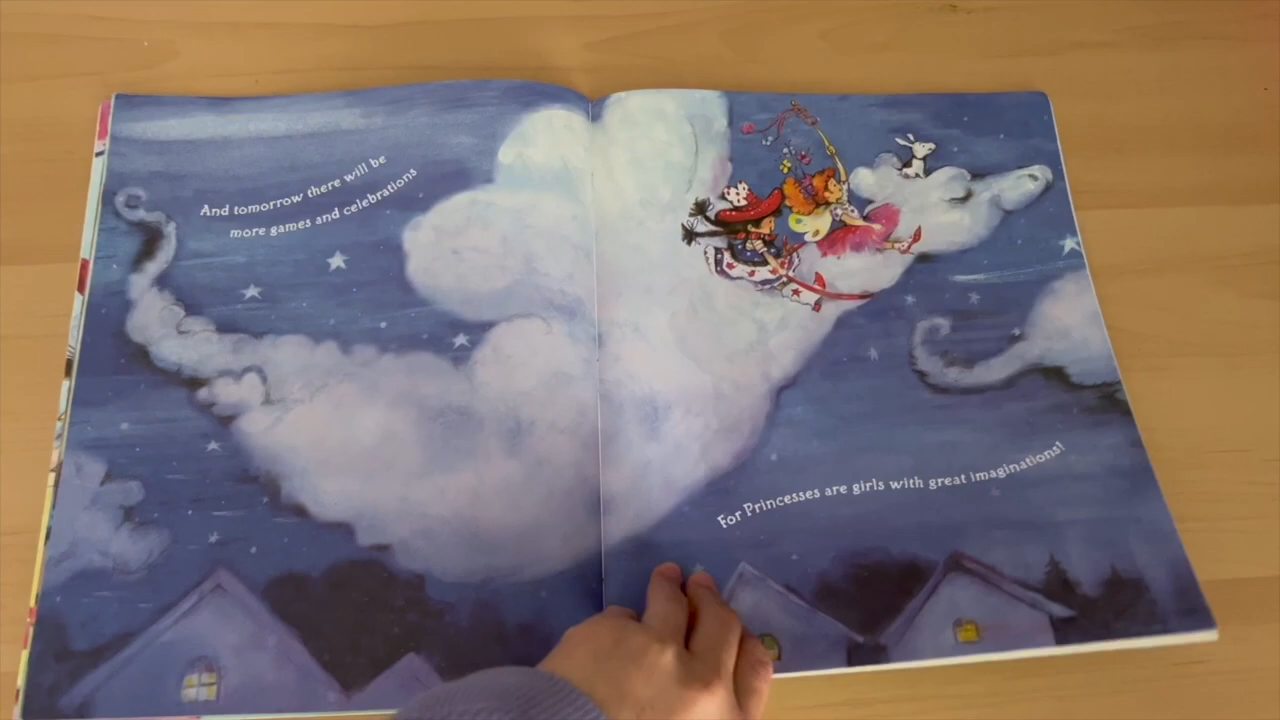 And tomorrow there will be
more games and celebrations
For Princesses are girls with great imaginations!